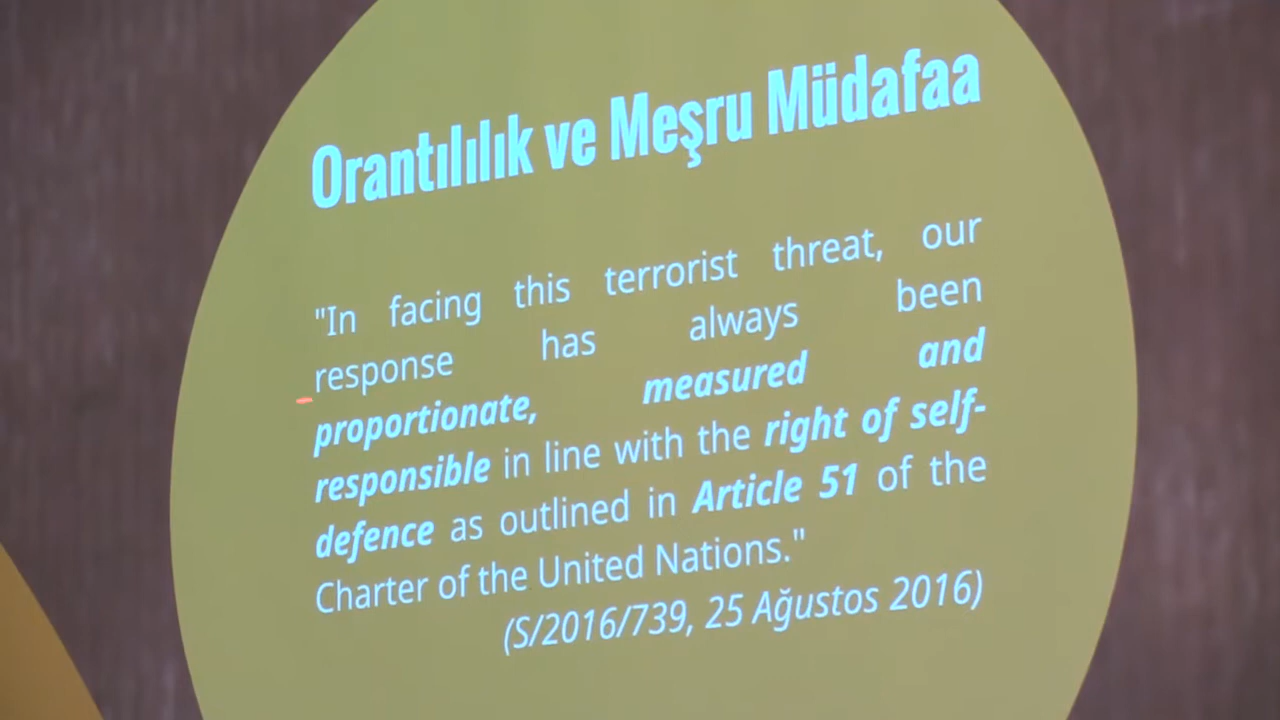 Orantılılık ve Meşru Müdafaa
"In facing this terrorist threat, our
response has always been
proportionate, measured and
responsible in line with the right of self-
defence as outlined in Article 51 of the
Charter of the United Nations."
(S/2016/739, 25 Ağustos 2016)